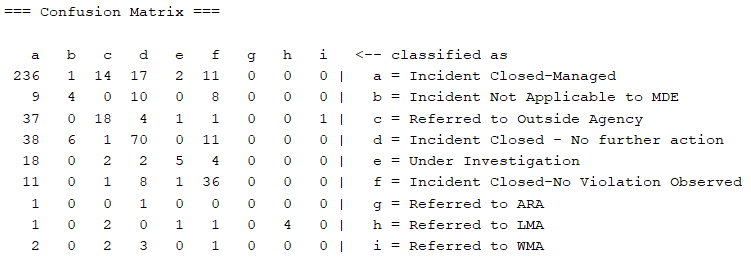 === Confusion Matrix ===
a b c d e f g h i <-- classified as
236 1 14 17 2 11 0 0 0 | a = Incident Closed-Managed
9 4 0 10 0 8 0 0 0 | b = Incident Not Applicable to MDE
37 0 18 4 1 1 0 0 1 | c = Referred to Outside Agency
38 6 1 70 0 11 0 0 0 | d = Incident Closed - No further action
18 0 2 2 5 4 0 0 0 | e = Under Investigation
11 0 1 8 1 36 0 0 0 | f = Incident Closed-No Violation Observed
1 0 0 1 0 0 0 0 0 | g = Referred to ARA
1 0 2 0 1 1 0 4 0 | h = Referred to LMA
2 0 2 3 0 1 0 0 0 | i = Referred to WMA